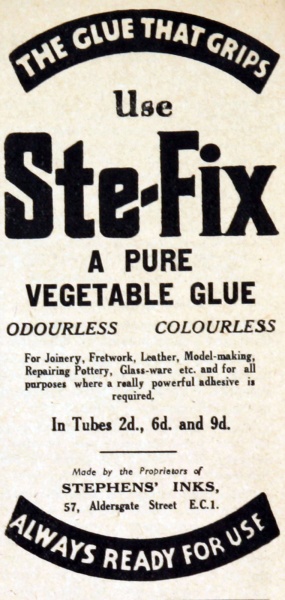 THE GLUE THAT GRIPS
Use
Ste-Fix
A PURE
VEGETABLE GLUE
ODOURLESS COLOURLESS
For Joinery, Fretwork, Leather, Model-making,
Repairing Pottery, Glass-ware etc. and for all
purposes where a really powerful adhesive is
required.
In Tubes 2d., 6d. and 9d.
Made by the Proprietors of
STEPHENS' INKS,
57, Aldersgate Street E.C.1.
ALWAYS READY FOR USE